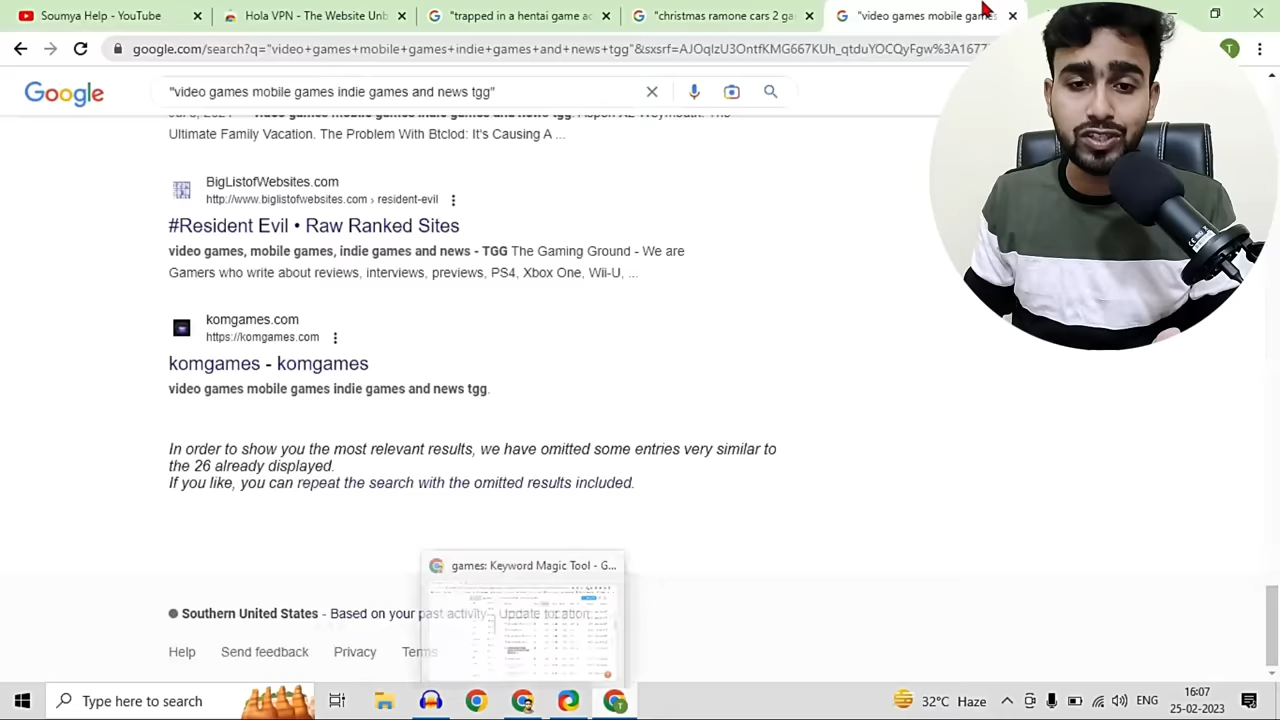 Soumya Help - YouTube
Hola VPN - The Website Unb
"trapped in a hentai game ac
"christmas ramone cars 2 ga
"video games mobile games
google.com/search?q="video+games+mobile+games+indie+games+and+news+tgg"&sxsrf=
T
Google
"video games mobile games indie games and news tgg"
Ultimate Family Vacation. The Problem With Btclod: It's Causing A ...
BigListofWebsites.com
http://www.biglistofwebsites.com › resident-evil
#Resident Evil • Raw Ranked Sites
video games, mobile games, indie games and news - TGG The Gaming Ground - We are
Gamers who write about reviews, interviews, previews, PS4, Xbox One, Wii-U, ...
komgames.com
https://komgames.com
komgames - komgames
video games mobile games indie games and news tgg.
In order to show you the most relevant results, we have omitted some entries very similar to
the 26 already displayed.
If you like, you can repeat the search with the omitted results included.
games: Keyword Magic Tool - G...
Southern United States - Based on your past activity - Update location
Help Send feedback Privacy Terms
Type here to search
32°C Haze
ENG
16:07
25-02-2023